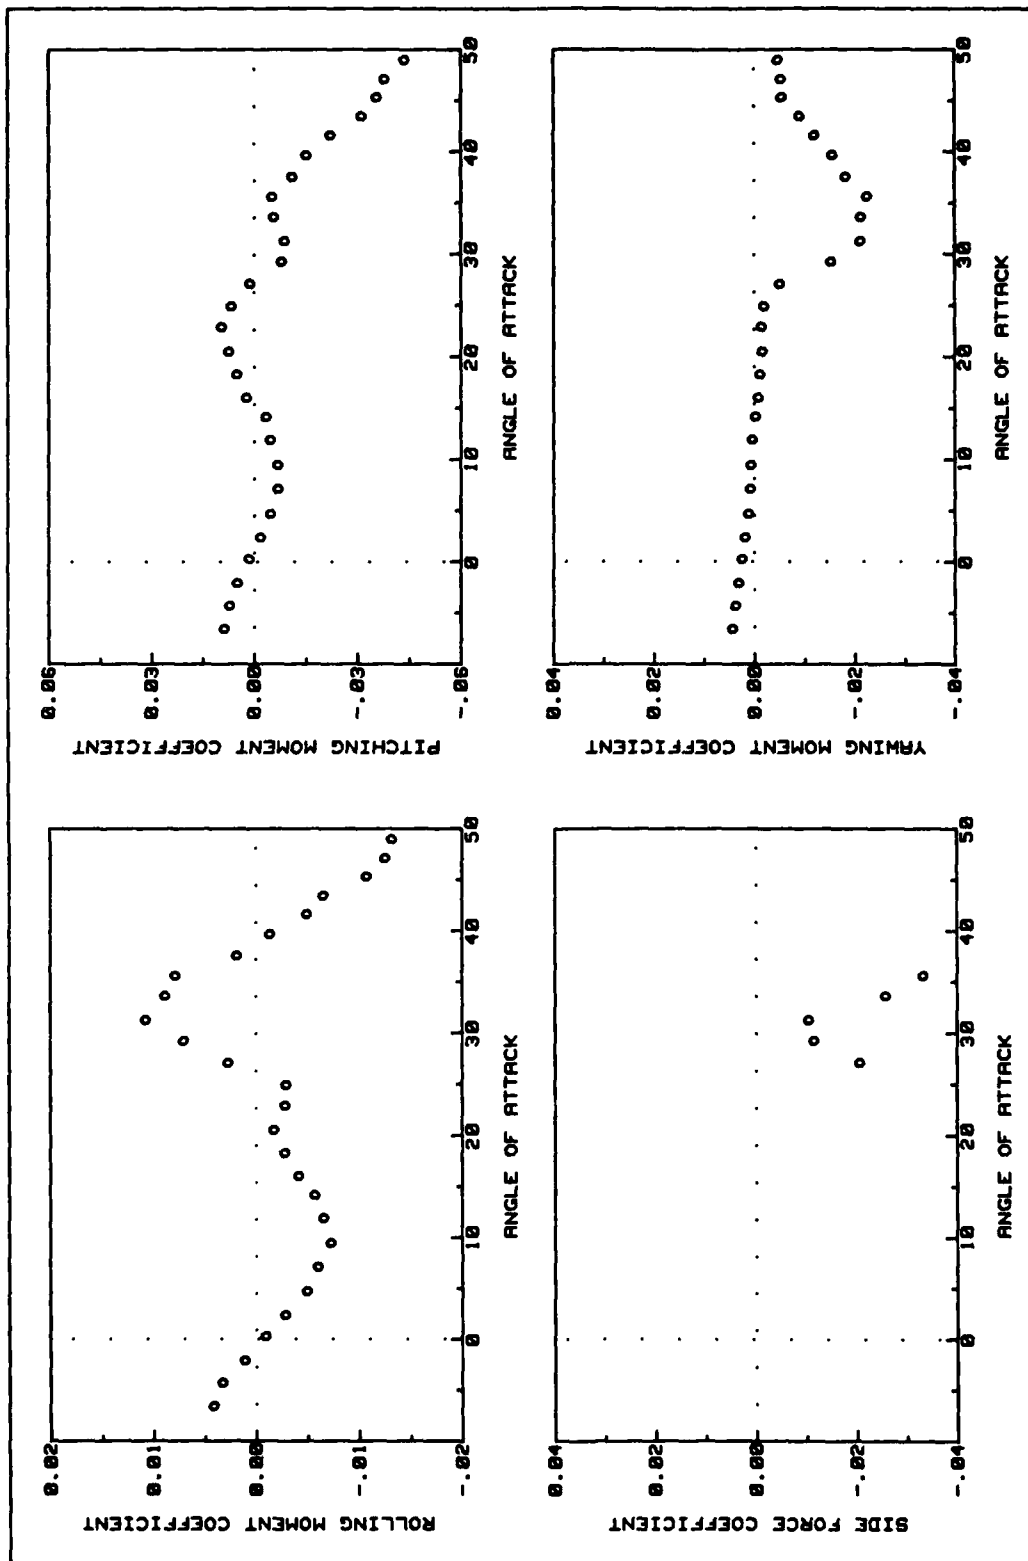 0.02
0.01
0.00
-.01
-.02
ROLLING MOMENT COEFFICIENT
0 10 20 30 40 50
ANGLE OF ATTACK
0.06
0.03
0.00
-.03
-.06
PITCHING MOMENT COEFFICIENT
0 10 20 30 40 50
ANGLE OF ATTACK
0.04
0.02
0.00
-.02
-.04
SIDE FORCE COEFFICIENT
0 10 20 30 40 50
ANGLE OF ATTACK
0.04
0.02
0.00
-.02
-.04
YAWING MOMENT COEFFICIENT
0 10 20 30 40 50
ANGLE OF ATTACK